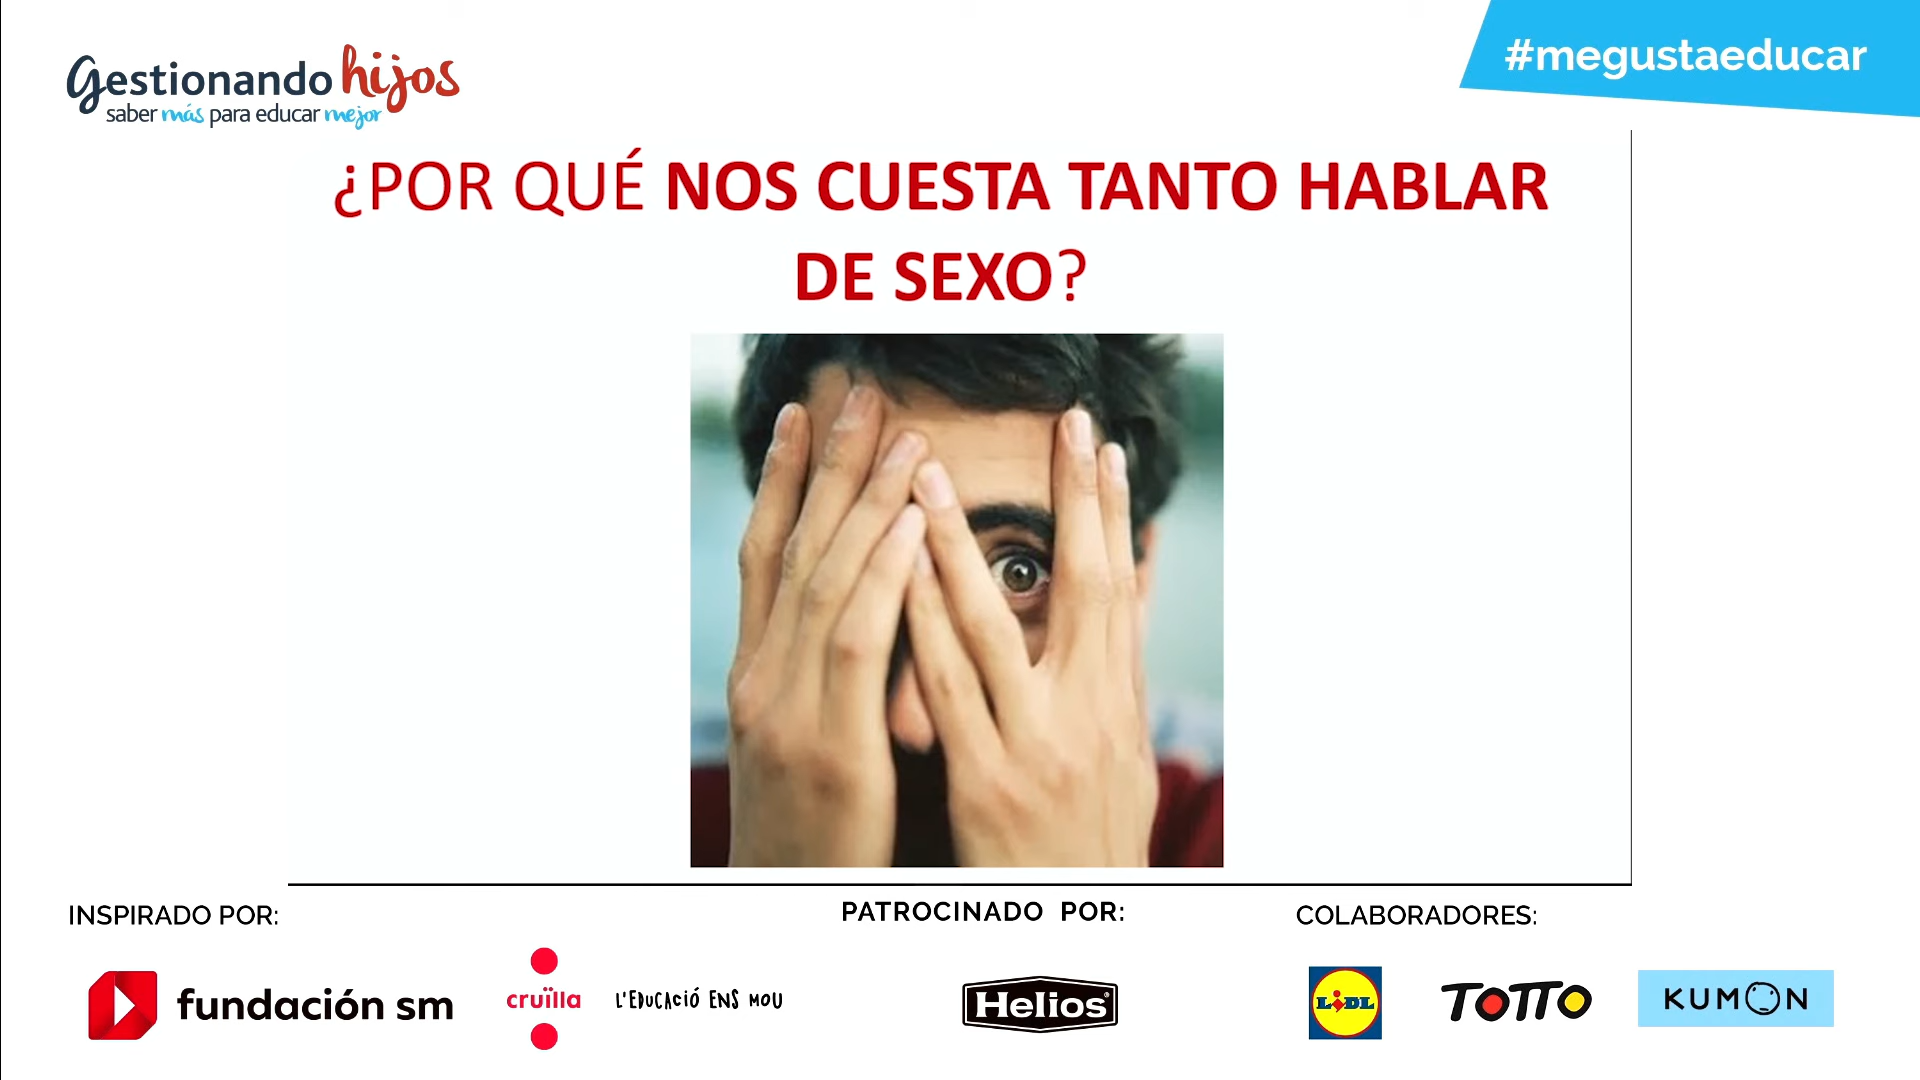 Gestionando hijos
saber más para educar mejor
#megustaeducar
¿POR QUÉ NOS CUESTA TANTO HABLAR
DE SEXO?
INSPIRADO POR:
PATROCINADO POR:
COLABORADORES:
fundación sm
cruïlla
L'EDUCACIÓ ENS MOU
Helios
LIDL
TOTTO
KUMON